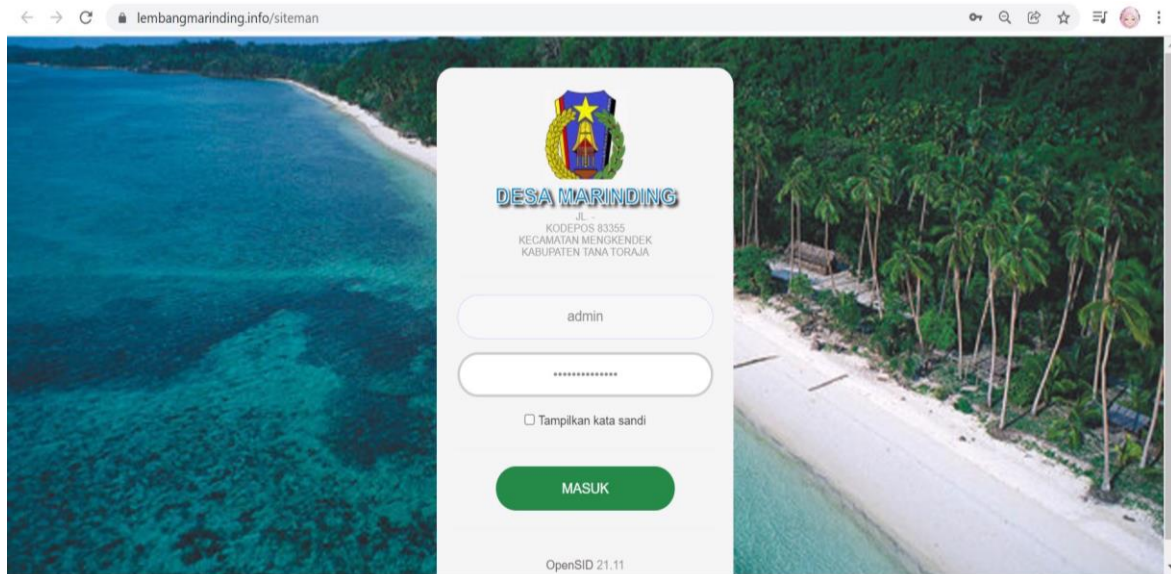 lembangmarinding.info/siteman
DESA MARINDING
JL. -
KODEPOS 83355
KECAMATAN MENGKENDEK
KABUPATEN TANA TORAJA
admin
••••••••••••••
Tampilkan kata sandi
MASUK
OpenSID 21.11